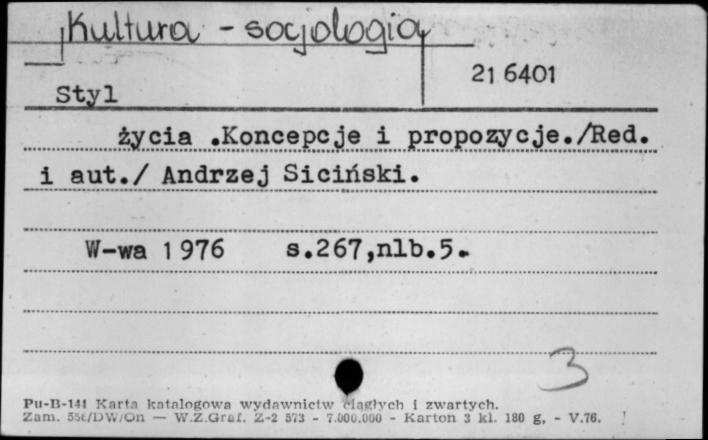 Kultura - socjologia
21 6401
Styl
życia .Koncepcje i propozycje./Red.
i aut./ Andrzej Siciński.
W-wa 1976 s.267,nlb.5.
3
Pu-B-141 Karta katalogowa wydawnictw ciągłych i zwartych.
Zam. /DW/On — W.Z.Graf. Z-2 573 - 7.000.000 - Karton 3 kl. 180 g. - V.76.